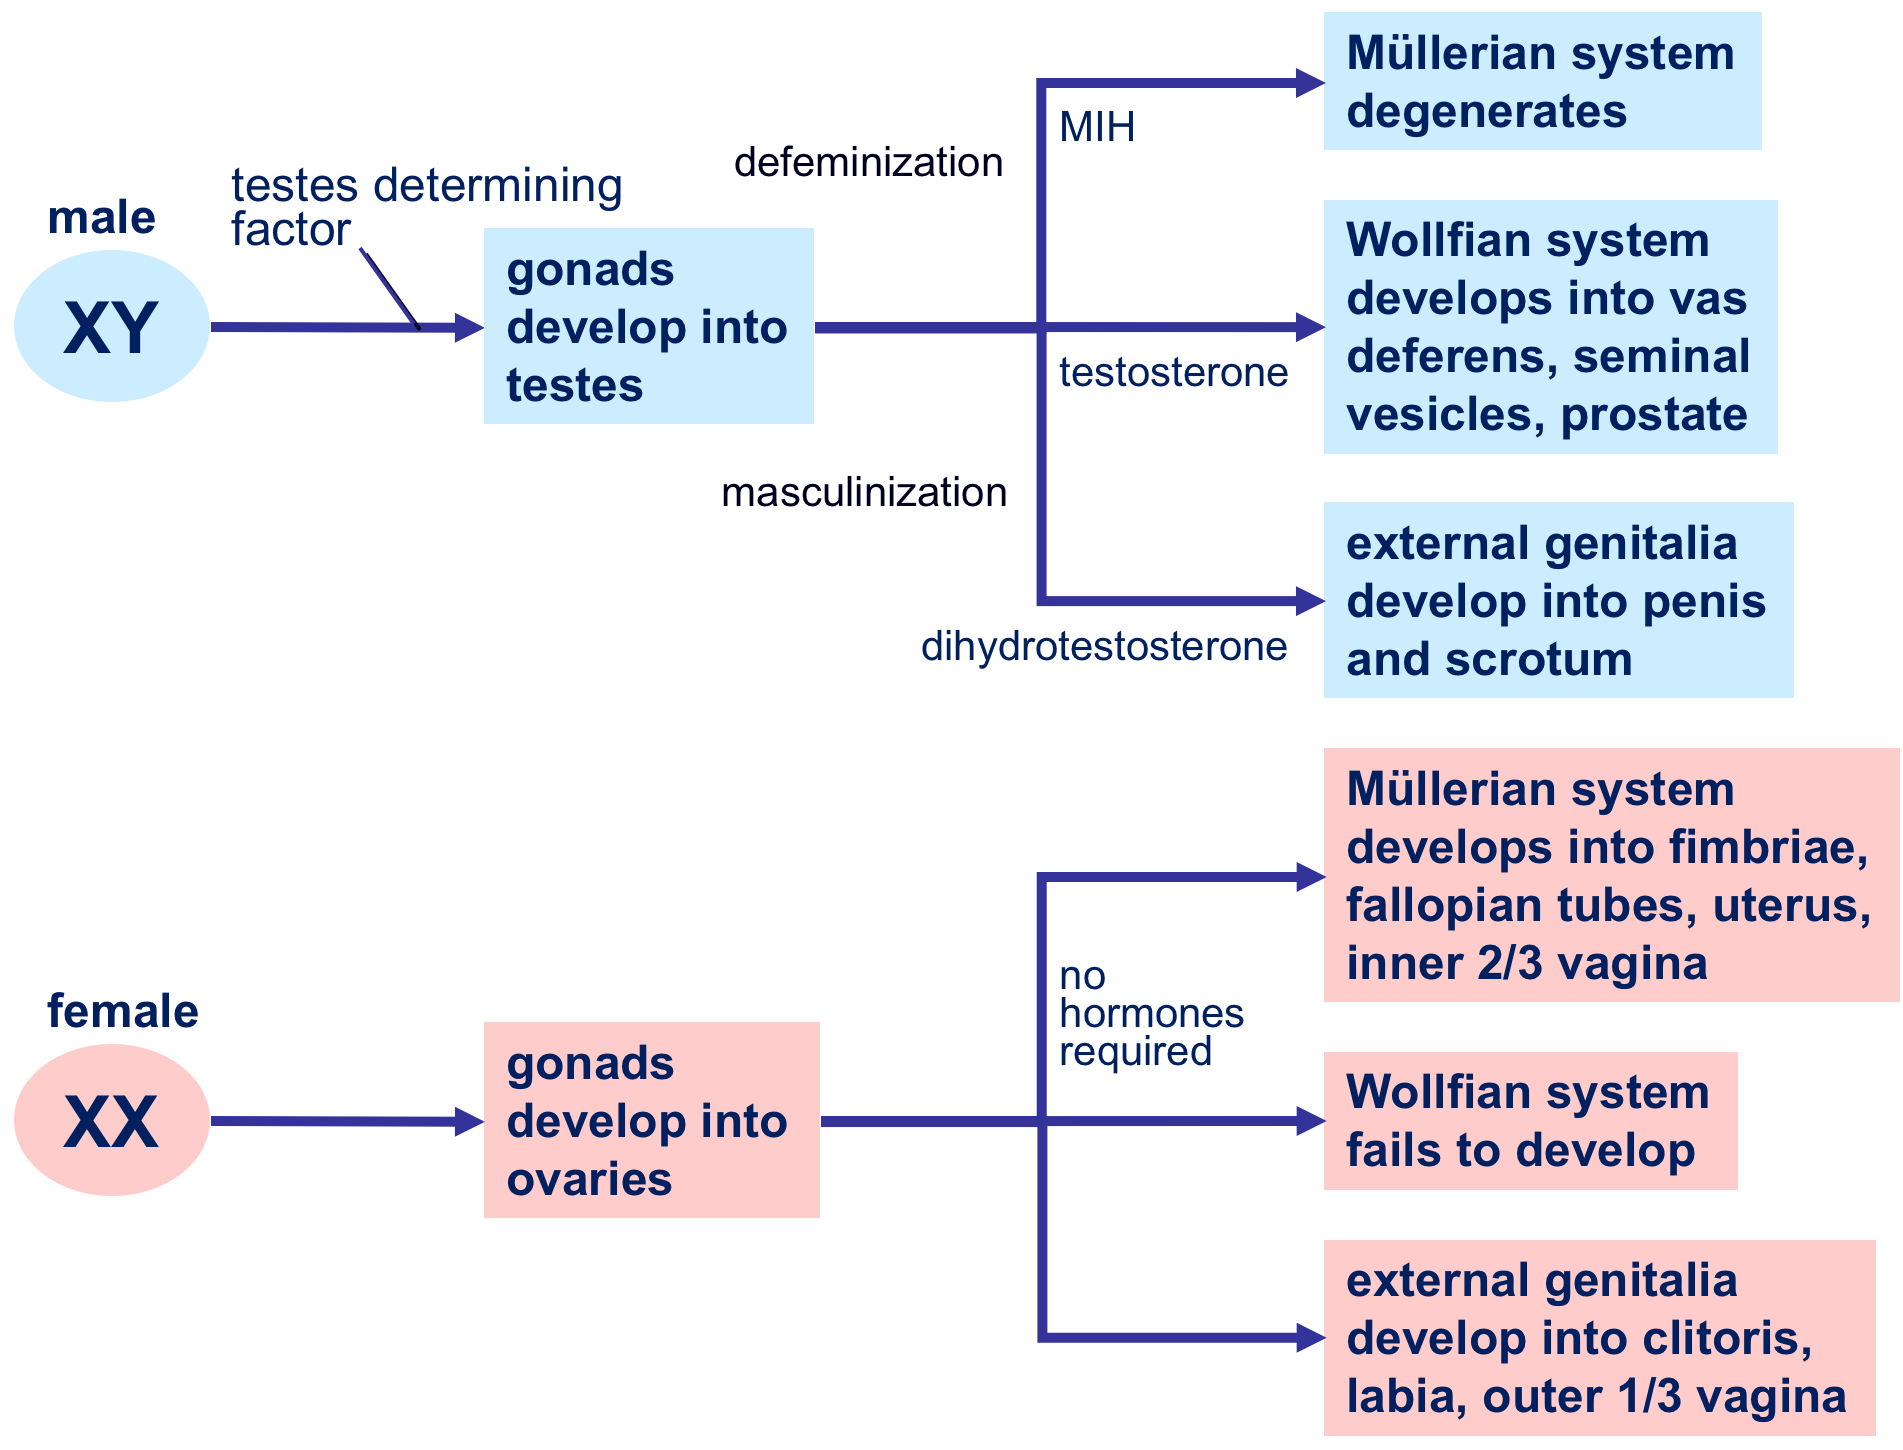 male
XY
testes determining
factor
gonads
develop into
testes
defeminization
masculinization
MIH
testosterone
dihydrotestosterone
Müllerian system
degenerates
Wollfian system
develops into vas
deferens, seminal
vesicles, prostate
external genitalia
develop into penis
and scrotum
female
XX
gonads
develop into
ovaries
no
hormones
required
Müllerian system
develops into fimbriae,
fallopian tubes, uterus,
inner 2/3 vagina
Wollfian system
fails to develop
external genitalia
develop into clitoris,
labia, outer 1/3 vagina